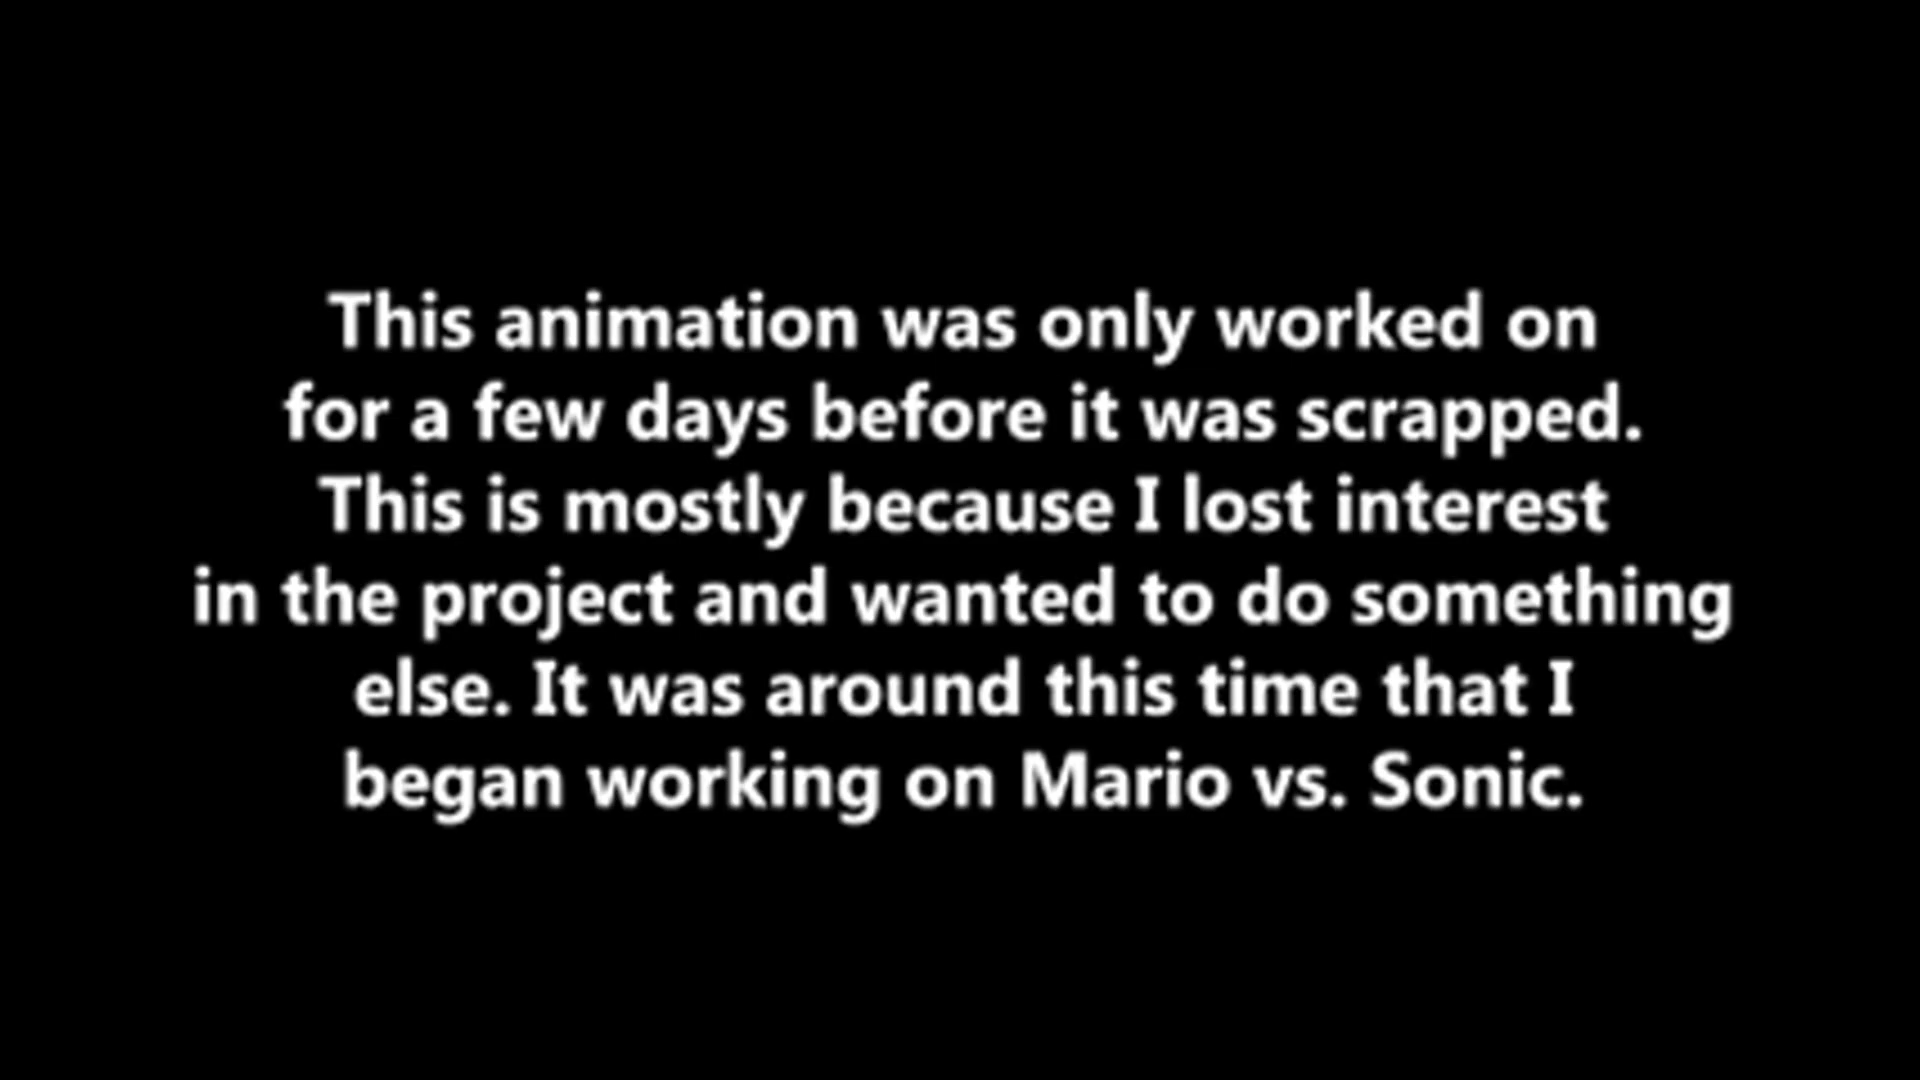 This animation was only worked on
for a few days before it was scrapped.
This is mostly because I lost interest
in the project and wanted to do something
else. It was around this time that I
began working on Mario vs. Sonic.